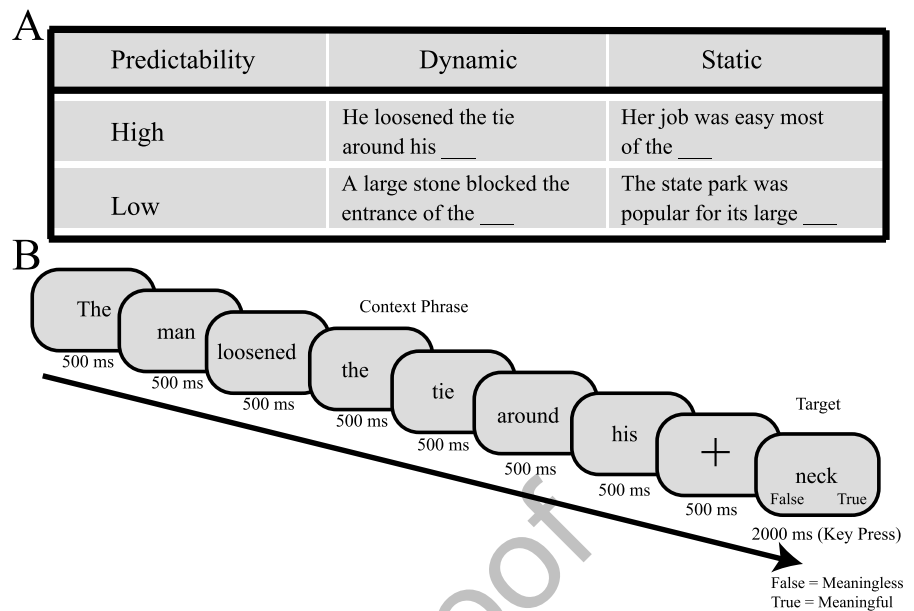 A
Predictability Dynamic Static
High
He loosened the tie
around his ___
Her job was easy most
of the ___
Low
A large stone blocked the
entrance of the ___
The state park was
popular for its large ___
B
Context Phrase
The
500 ms
man
500 ms
loosened
500 ms
the
500 ms
tie
500 ms
around
500 ms
his
500 ms
+
500 ms
Target
neck
False True
2000 ms (Key Press)
False = Meaningless
True = Meaningful